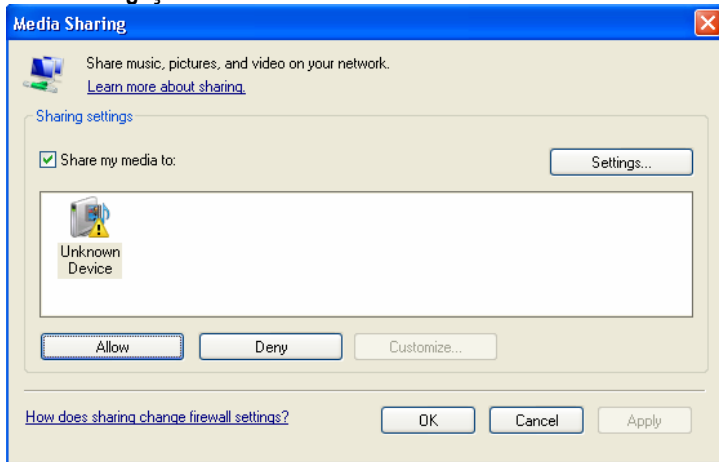 Media Sharing
Share music, pictures, and video on your network.
Learn more about sharing.
Sharing settings
Share my media to:
Settings...
Unknown
Device
Allow
Deny
Customize...
How does sharing change firewall settings?
OK
Cancel
Apply